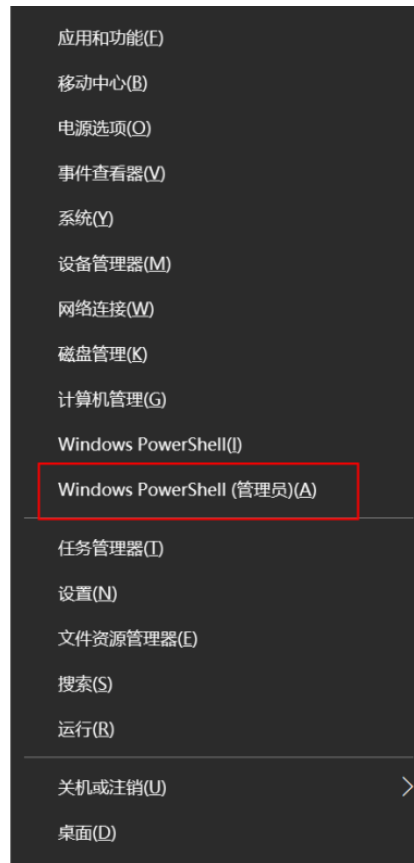 应用和功能(F)
移动中心(B)
电源选项(O)
事件查看器(V)
系统(Y)
设备管理器(M)
网络连接(W)
磁盘管理(K)
计算机管理(G)
Windows PowerShell(I)
Windows PowerShell (管理员)(A)
任务管理器(T)
设置(N)
文件资源管理器(E)
搜索(S)
运行(R)
关机或注销(U)
桌面(D)